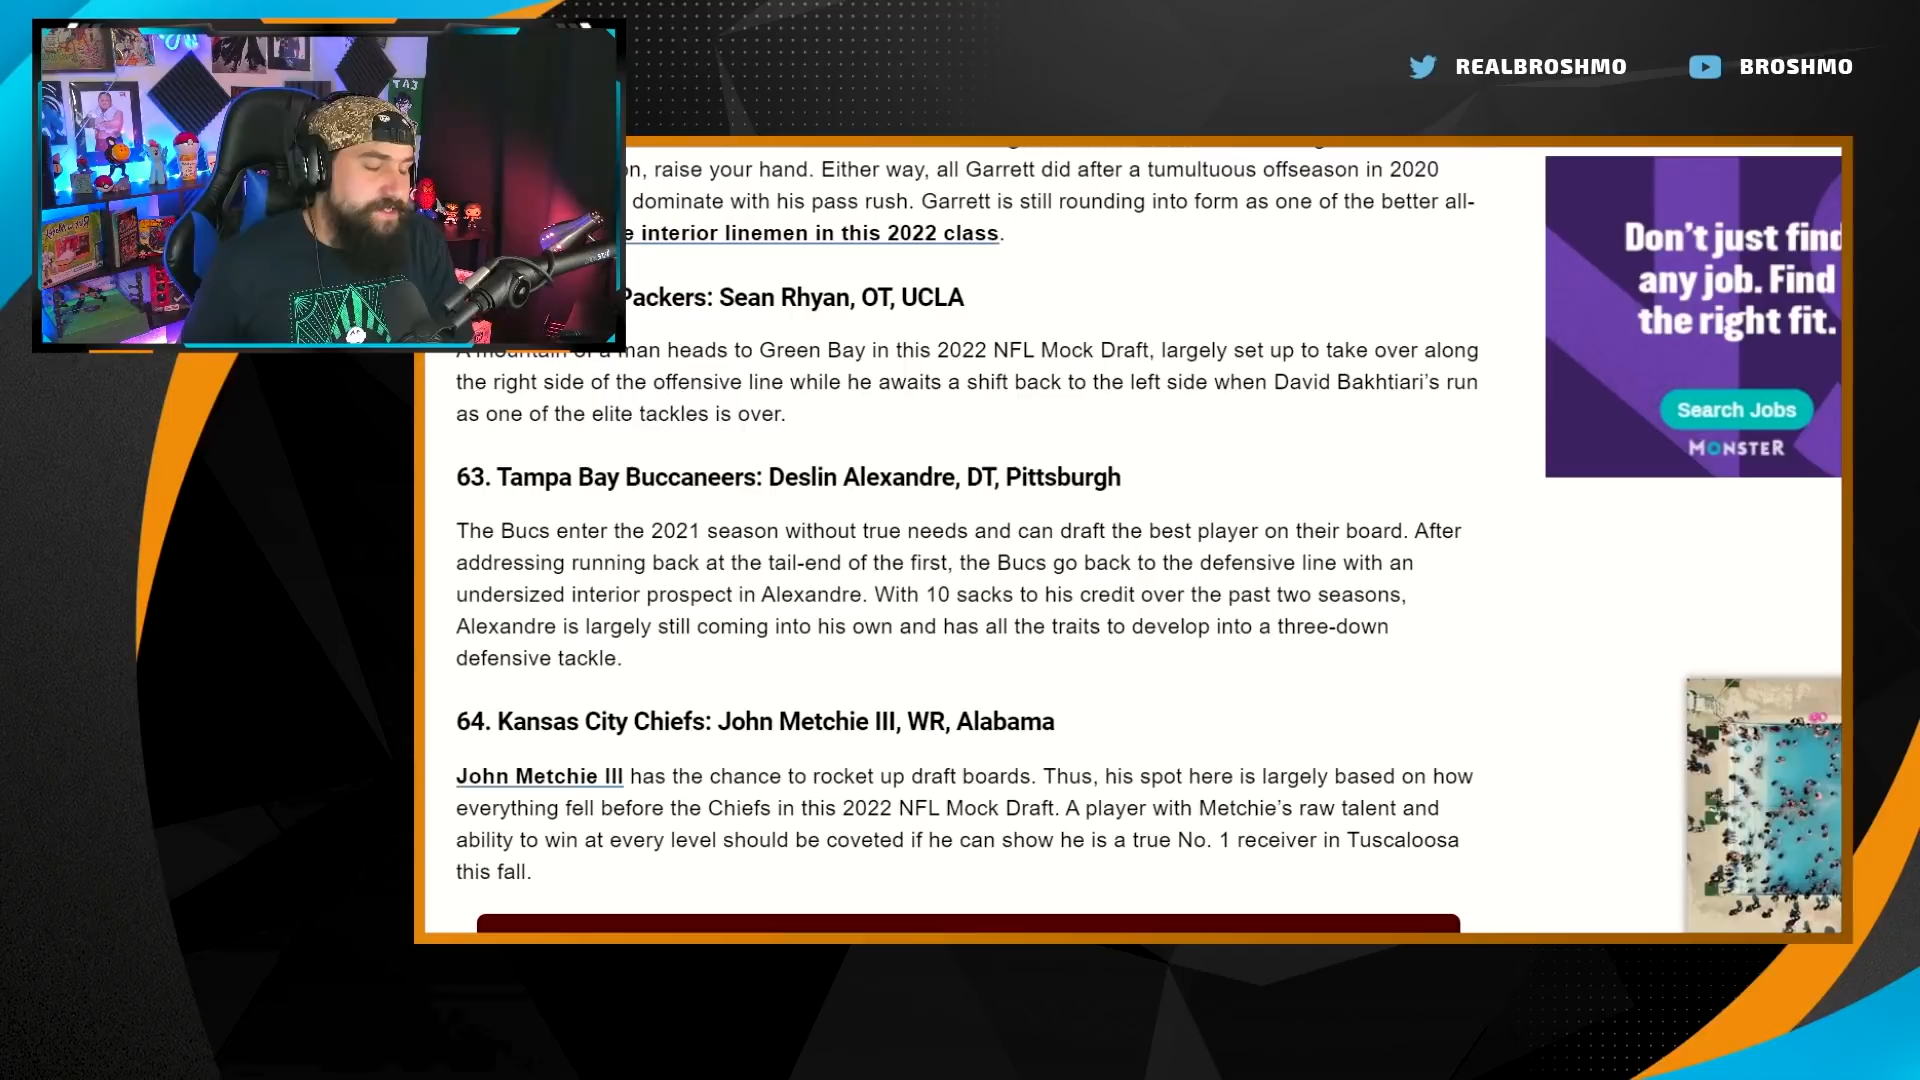 REALBROSHMO
BROSHMO
TAJ
on, raise your hand. Either way, all Garrett did after a tumultuous offseason in 2020
dominate with his pass rush. Garrett is still rounding into form as one of the better all-
e interior linemen in this 2022 class.
Packers: Sean Rhyan, OT, UCLA
A mountain of a man heads to Green Bay in this 2022 NFL Mock Draft, largely set up to take over along
the right side of the offensive line while he awaits a shift back to the left side when David Bakhtiari’s run
as one of the elite tackles is over.
63. Tampa Bay Buccaneers: Deslin Alexandre, DT, Pittsburgh
The Bucs enter the 2021 season without true needs and can draft the best player on their board. After
addressing running back at the tail-end of the first, the Bucs go back to the defensive line with an
undersized interior prospect in Alexandre. With 10 sacks to his credit over the past two seasons,
Alexandre is largely still coming into his own and has all the traits to develop into a three-down
defensive tackle.
64. Kansas City Chiefs: John Metchie III, WR, Alabama
John Metchie III has the chance to rocket up draft boards. Thus, his spot here is largely based on how
everything fell before the Chiefs in this 2022 NFL Mock Draft. A player with Metchie’s raw talent and
ability to win at every level should be coveted if he can show he is a true No. 1 receiver in Tuscaloosa
this fall.
Don’t just find
any job. Find
the right fit.
Search Jobs
MONSTER